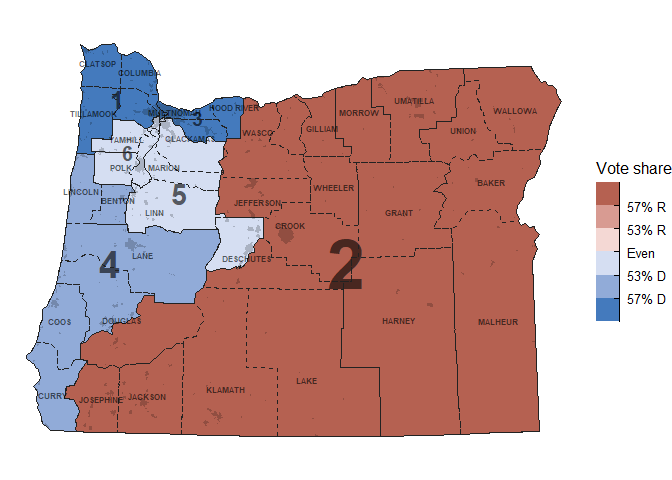 CLATSOP
COLUMBIA
1
TILLAMOOK
MULTNOMAH
HOOD RIVER
3
WASCO
GILLIAM
MORROW
UMATILLA
WALLOWA
UNION
YAMHILL
CLACKAMAS
6
POLK
MARION
WHEELER
BAKER
LINCOLN
BENTON
5
JEFFERSON
LINN
GRANT
CROOK
4
LANE
DESCHUTES
2
COOS
DOUGLAS
HARNEY
MALHEUR
CURRY
JOSEPHINE
JACKSON
KLAMATH
LAKE
Vote share
57% R
53% R
Even
53% D
57% D